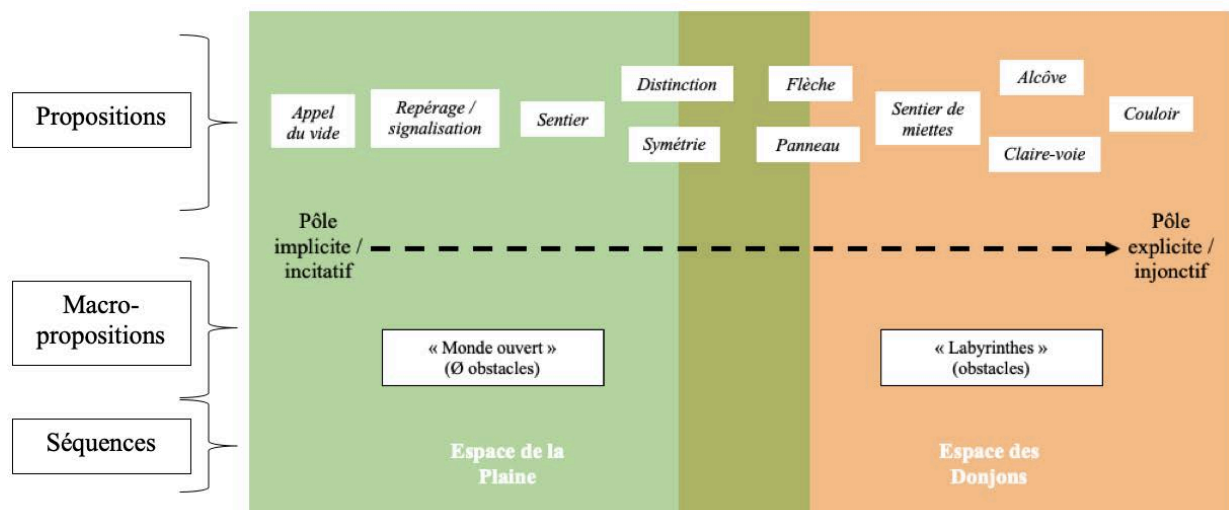 Propositions
Appel
du vide
Repérage /
signalisation
Sentier
Distinction
Symétrie
Flèche
Panneau
Sentier de
miettes
Alcôve
Claire-voie
Couloir
Pôle
implicite /
incitatif
Pôle
explicite /
injonctif
Macro-
propositions
« Monde ouvert »
(Ø obstacles)
« Labyrinthes »
(obstacles)
Séquences
Espace de la
Plaine
Espace des
Donjons